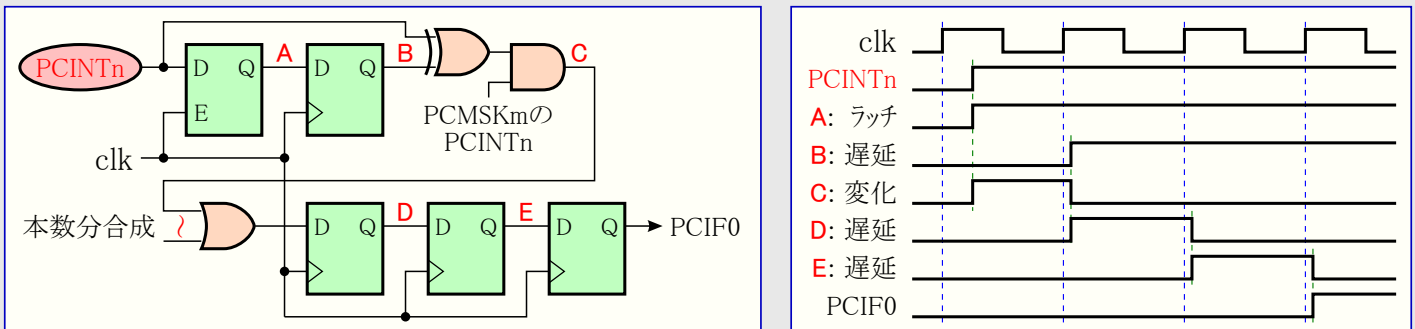 PCINTn
D Q
E
A
D Q
B
C
PCMSKmの
PCINTn
clk
本数分合成
~
D Q
D
D Q
E
D Q
PCIF0
clk
PCINTn
A: ラッチ
B: 遅延
C: 変化
D: 遅延
E: 遅延
PCIF0